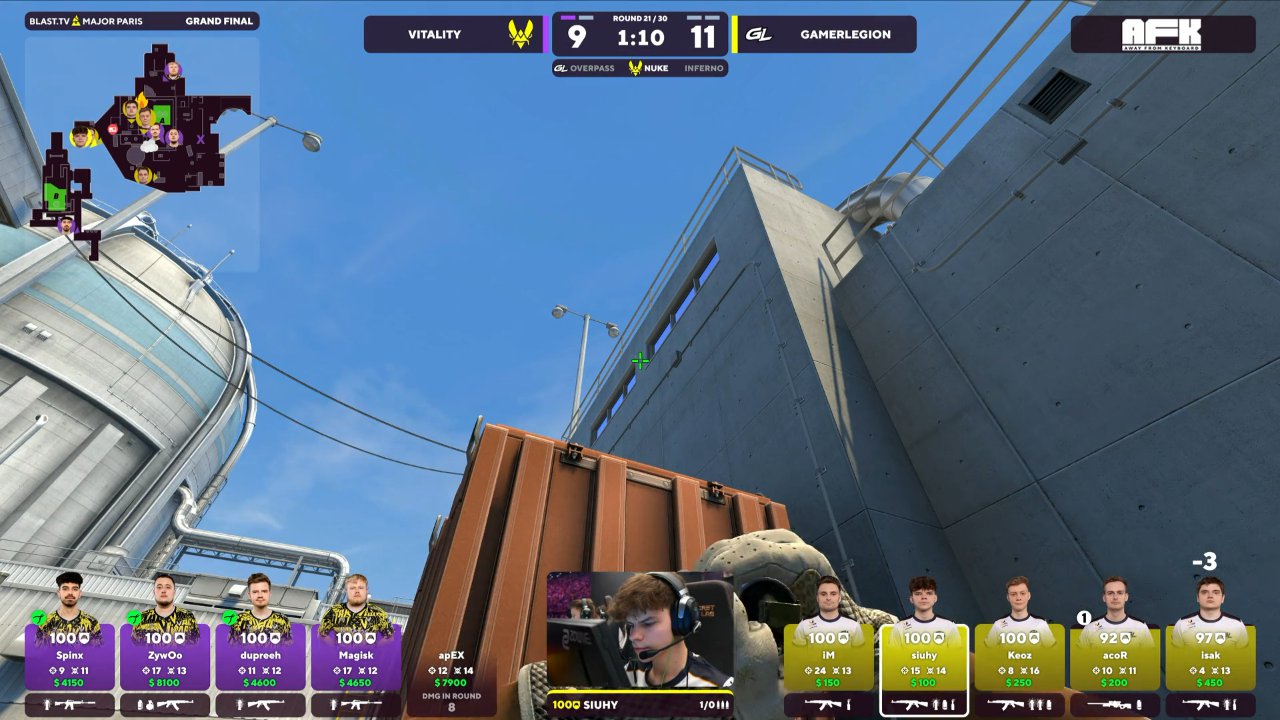 BLAST.TV MAJOR PARIS GRAND FINAL
VITALITY
9
ROUND 21 / 30
1:10
11
GL GAMERLEGION
AFK
AWAY FROM KEYBOARD
GL OVERPASS NUKE INFERNO
A
X
B
-3
1
100 100 100 100
Spinx ZywOo dupreeh Magisk apEX
9 11 17 13 11 12 17 12 12 14
$4150 $8100 $4600 $4650 $7900
DMG IN ROUND
8
100 SIUHY 1/0
100 100 100 92 97
iM siuhy Keoz acoR isak
24 13 15 14 8 16 10 11 4 13
$150 $100 $250 $200 $450